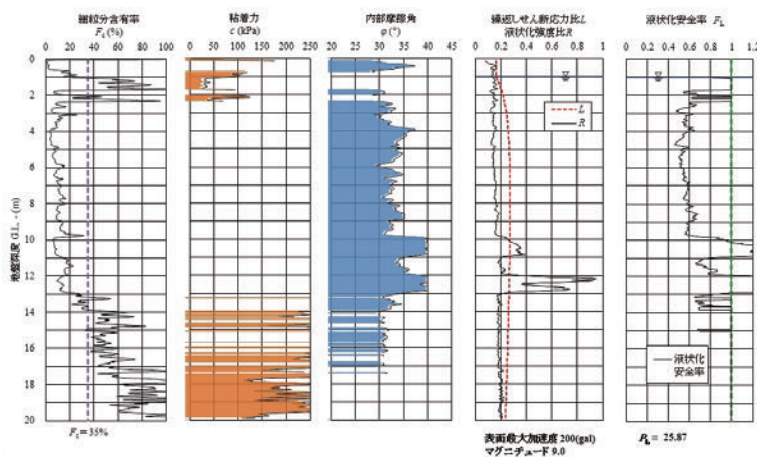 細粒分含有率
Fc (%)
0 20 40 60 80 100
粘着力
c (kPa)
0 50 100 150 200 250
内部摩擦角
φ (°)
20 25 30 35 40 45
繰返しせん断応力比L
液状化強度比R
0 0.2 0.4 0.6 0.8 1
液状化安全率 FL
0 0.2 0.4 0.6 0.8 1 1.2
地盤深度 G.L. - (m)
0
2
4
6
8
10
12
14
16
18
20
L
R
液状化
安全率
Fc = 35%
表面最大加速度 200(gal)
マグニチュード 9.0
PL = 25.87